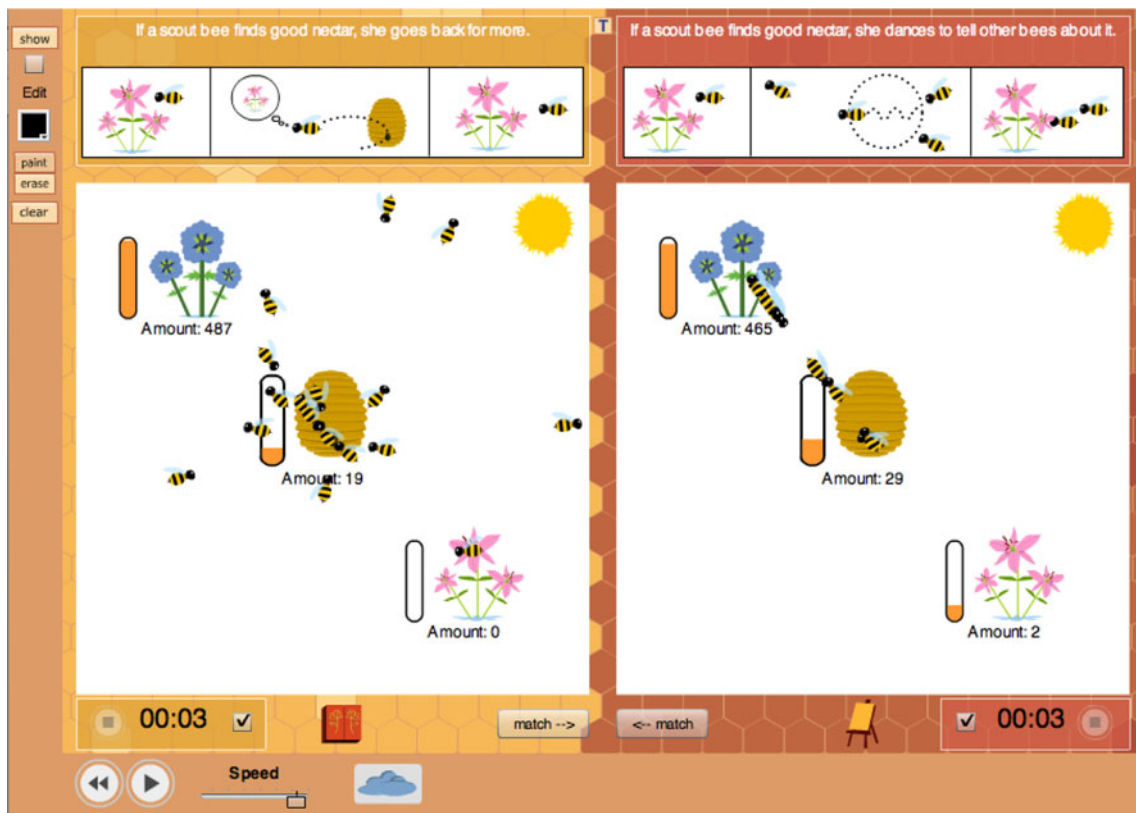 show
Edit
paint
erase
clear
If a scout bee finds good nectar, she goes back for more.
T
If a scout bee finds good nectar, she dances to tell other bees about it.
Amount: 487
Amount: 19
Amount: 0
Amount: 465
Amount: 29
Amount: 2
00:03
match -->
<-- match
00:03
Speed